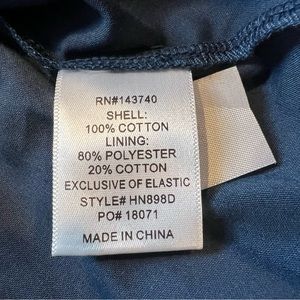 RN#143740
SHELL:
100% COTTON
LINING:
80% POLYESTER
20% COTTON
EXCLUSIVE OF ELASTIC
STYLE# HN898D
PO# 18071
MADE IN CHINA